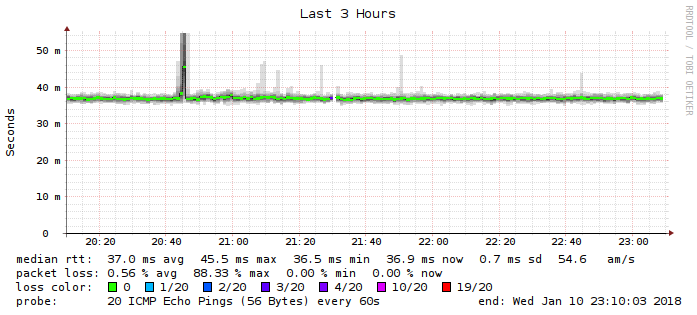 Last 3 Hours
RRDTOOL / TOBI OETIKER
Seconds
50 m
40 m
30 m
20 m
10 m
0
20:20 20:40 21:00 21:20 21:40 22:00 22:20 22:40 23:00
median rtt: 37.0 ms avg 45.5 ms max 36.5 ms min 36.9 ms now 0.7 ms sd 54.6 am/s
packet loss: 0.56 % avg 88.33 % max 0.00 % min 0.00 % now
loss color: 0 1/20 2/20 3/20 4/20 10/20 19/20
probe: 20 ICMP Echo Pings (56 Bytes) every 60s end: Wed Jan 10 23:10:03 2018